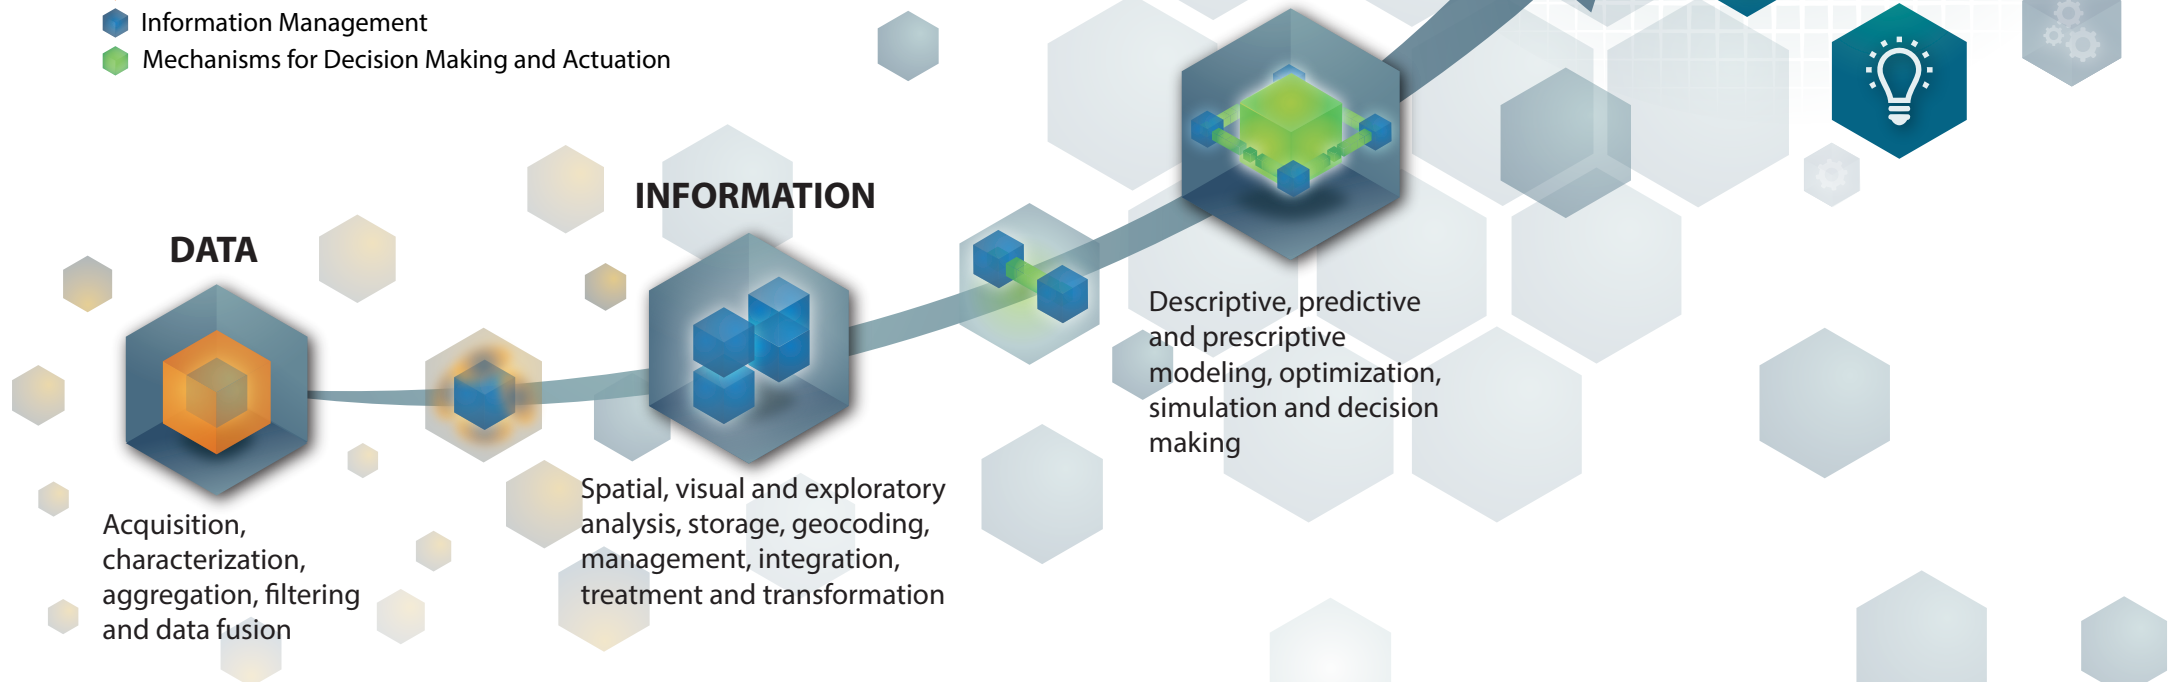 Information Management
Mechanisms for Decision Making and Actuation
DATA
Acquisition,
characterization,
aggregation, filtering
and data fusion
INFORMATION
Spatial, visual and exploratory
analysis, storage, geocoding,
management, integration,
treatment and transformation
Descriptive, predictive
and prescriptive
modeling, optimization,
simulation and decision
making